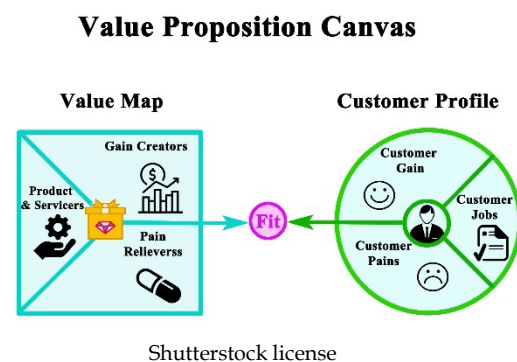 Value Proposition Canvas
Value Map
Gain Creators
Product
& Servicers
Pain
Relieverss
Fit
Customer Profile
Customer
Gain
Customer
Jobs
Customer
Pains
$
Shutterstock license